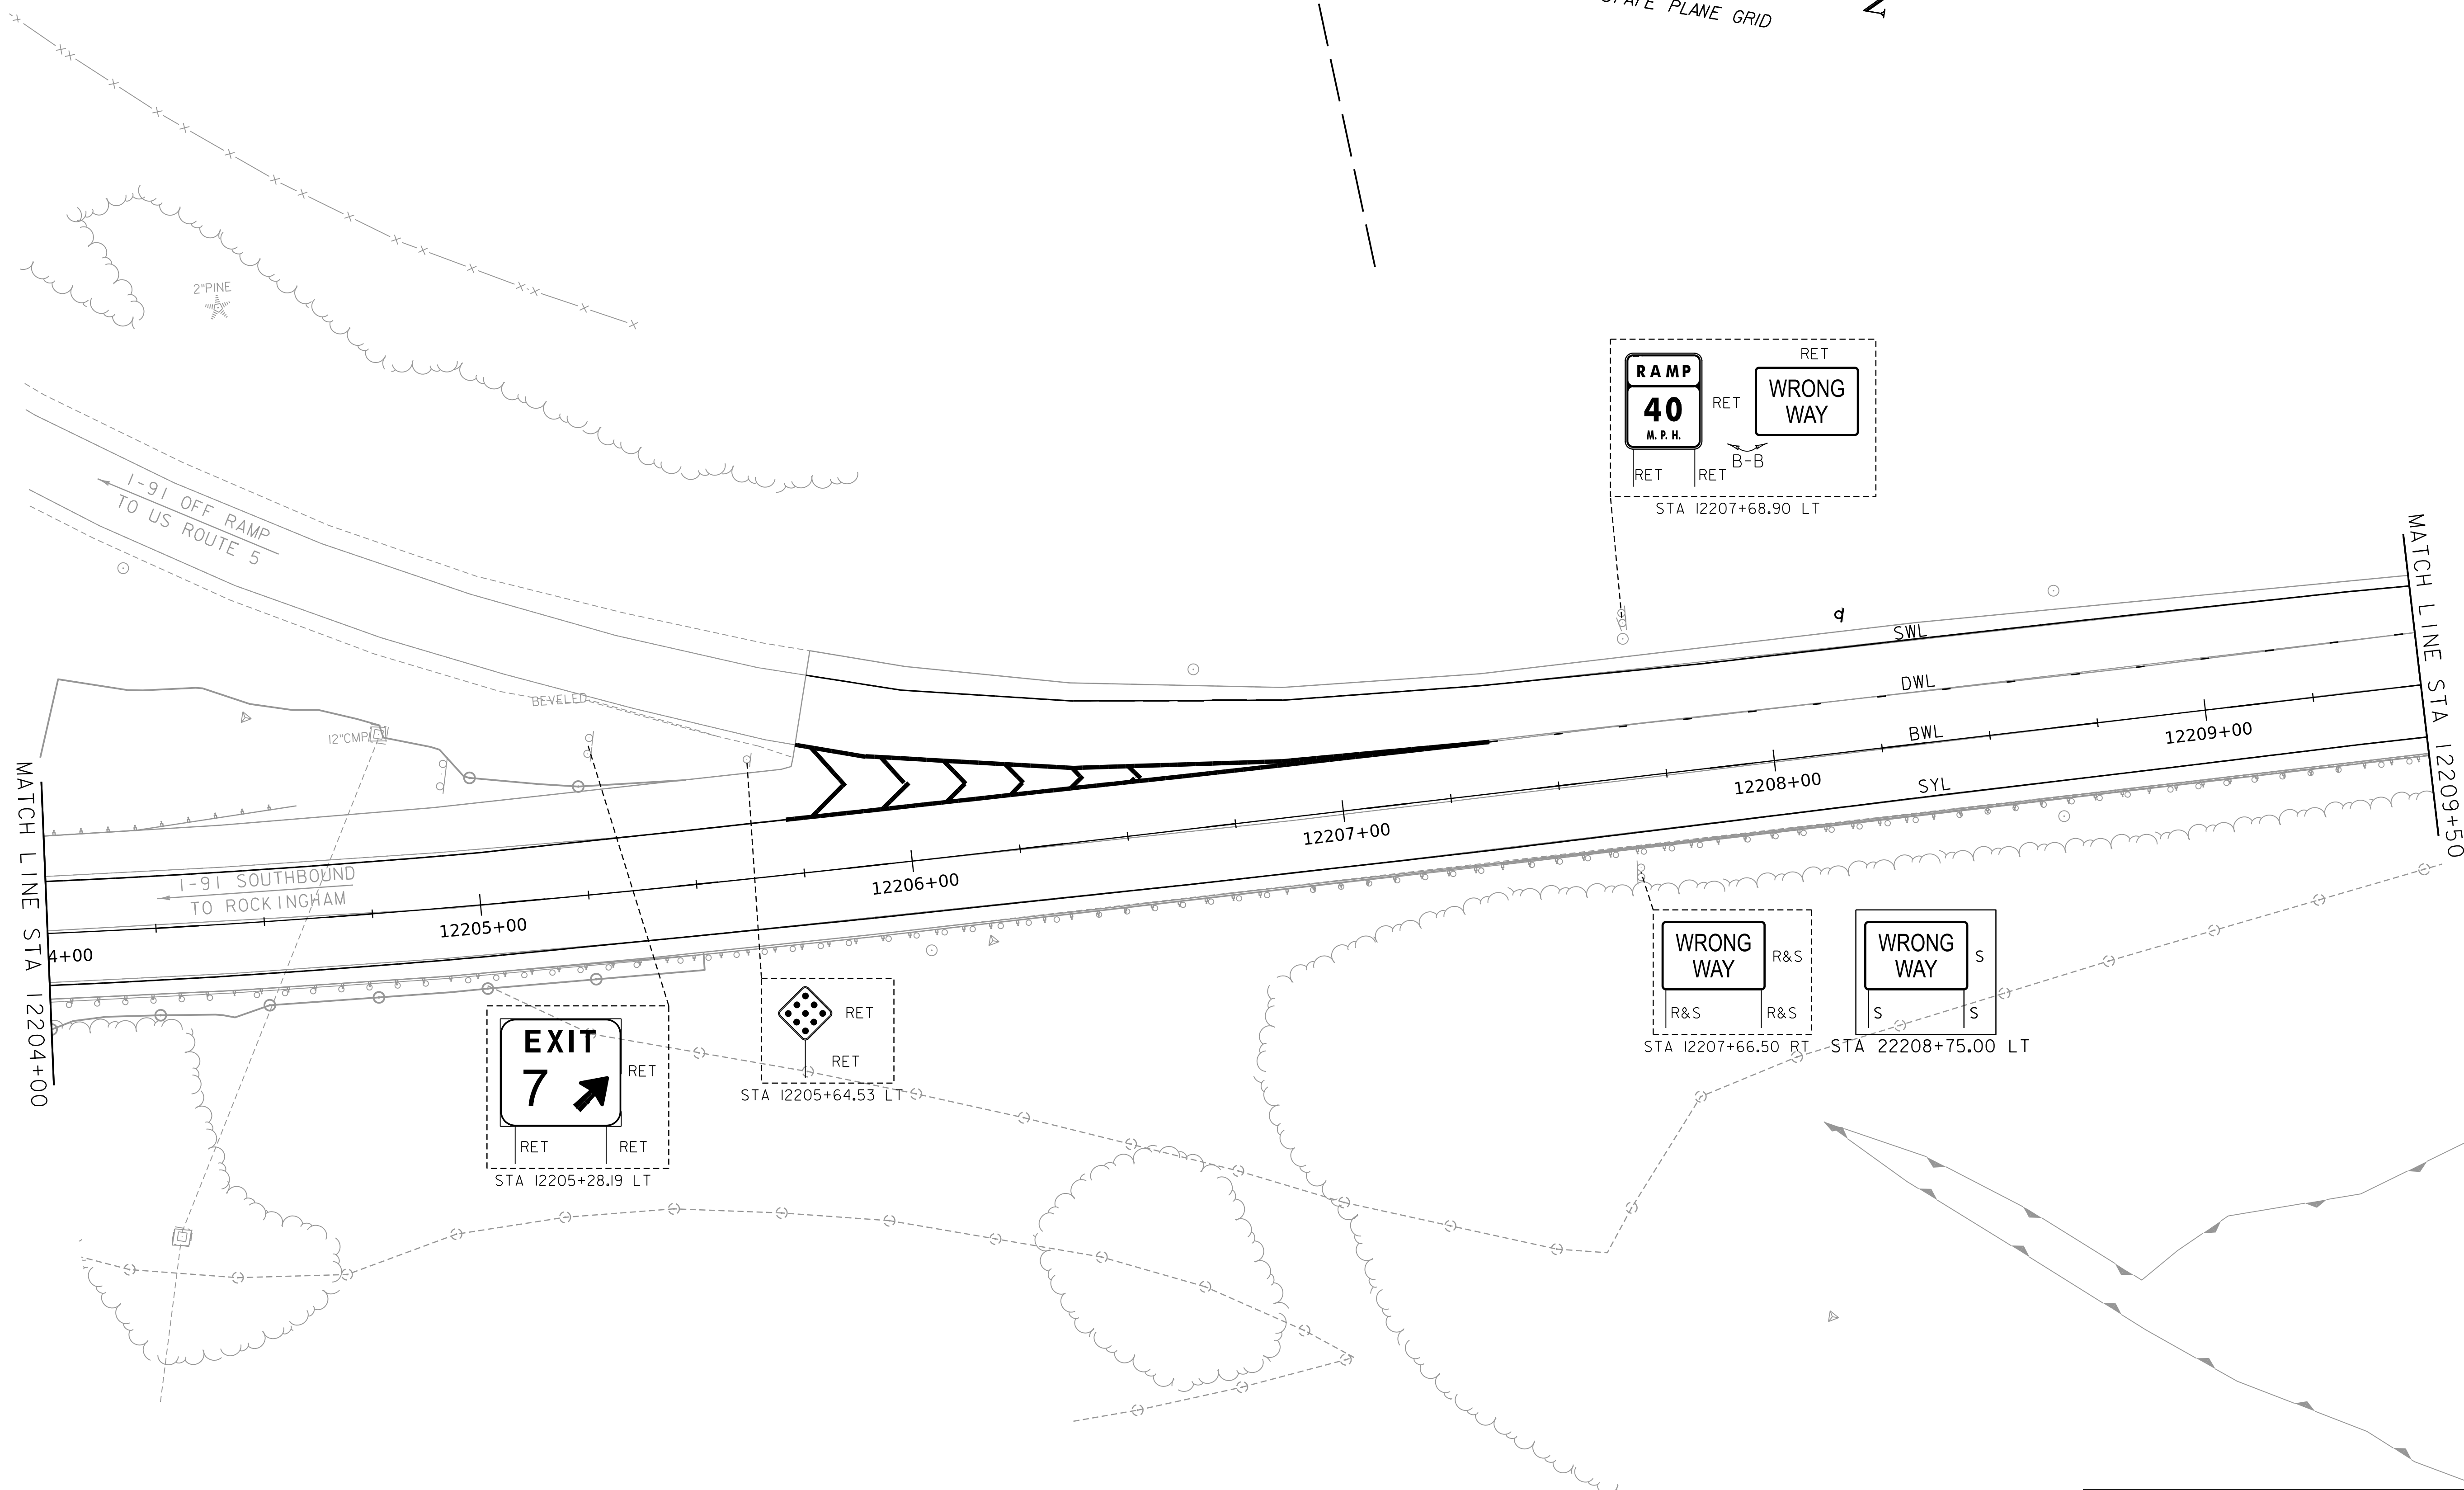 PLANE GRID
2"PINE
RAMP
40
M. P. H.
RET
RET
RET
B-B
RET
WRONG
WAY
STA 12207+68.90 LT
I-91 OFF RAMP
TO US ROUTE 5
BEVELED
12"CMP
SWL
DWL
BWL
SYL
MATCH LINE STA 12209+50
MATCH LINE STA 12204+00
I-91 SOUTHBOUND
TO ROCKINGHAM
4+00
12205+00
12206+00
12207+00
12208+00
12209+00
EXIT
7
RET
RET
RET
STA 12205+28.19 LT
RET
RET
STA 12205+64.53 LT
WRONG
WAY
R&S
R&S
R&S
STA 12207+66.50 RT
WRONG
WAY
S
S
S
STA 22208+75.00 LT